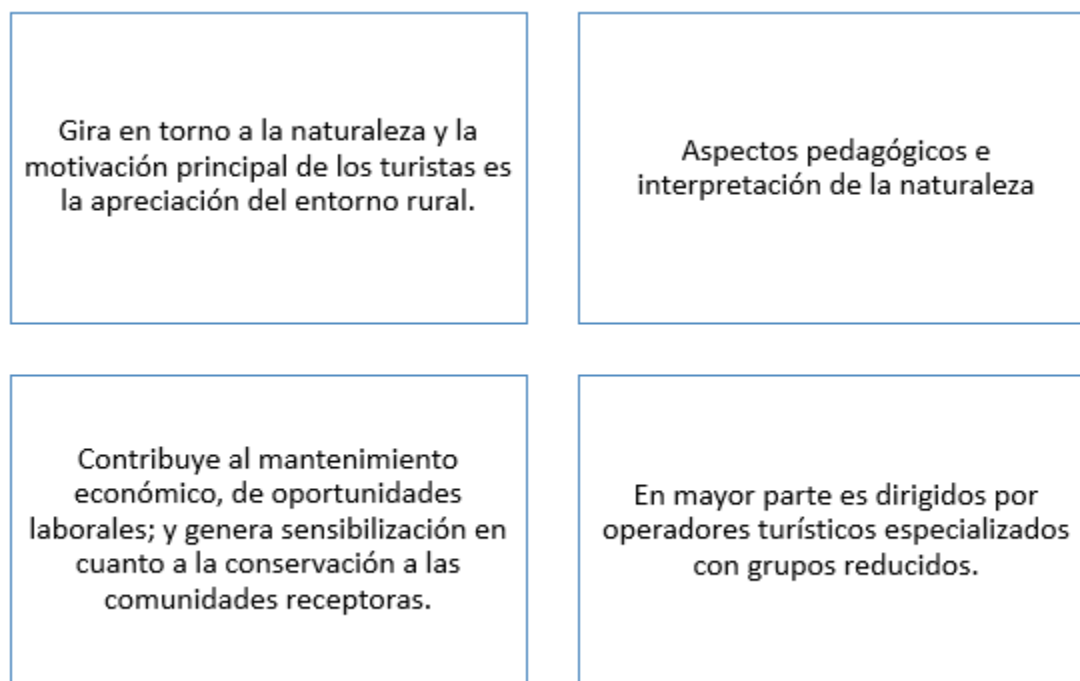 Gira en torno a la naturaleza y la
motivación principal de los turistas es
la apreciación del entorno rural.
Aspectos pedagógicos e
interpretación de la naturaleza
Contribuye al mantenimiento
económico, de oportunidades
laborales; y genera sensibilización en
cuanto a la conservación a las
comunidades receptoras.
En mayor parte es dirigidos por
operadores turísticos especializados
con grupos reducidos.